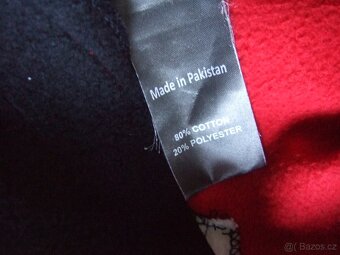 Made In Pakistan
80% COTTON
20% POLYESTER
© Bazos.cz